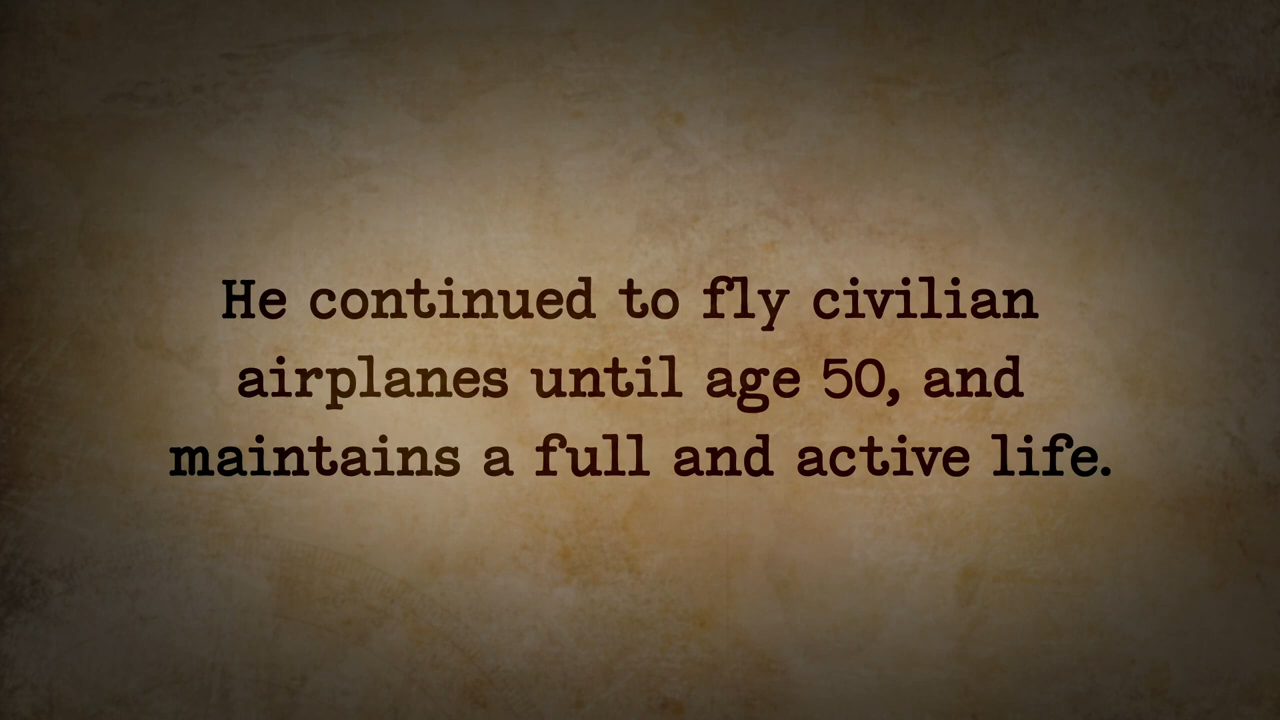 He continued to fly civilian
airplanes until age 50, and
maintains a full and active life.